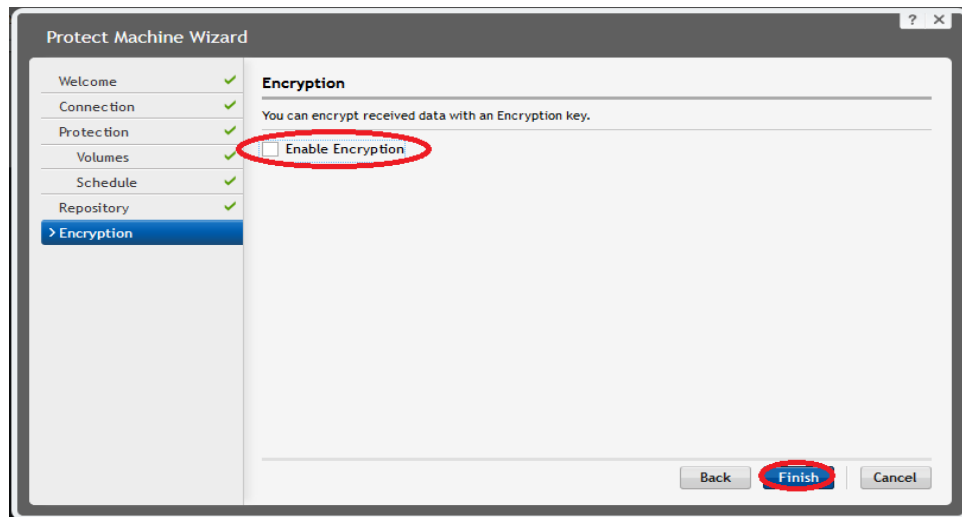 ? X
Protect Machine Wizard
Welcome
Connection
Protection
Volumes
Schedule
Repository
> Encryption
Encryption
You can encrypt received data with an Encryption key.
Enable Encryption
Back Finish Cancel